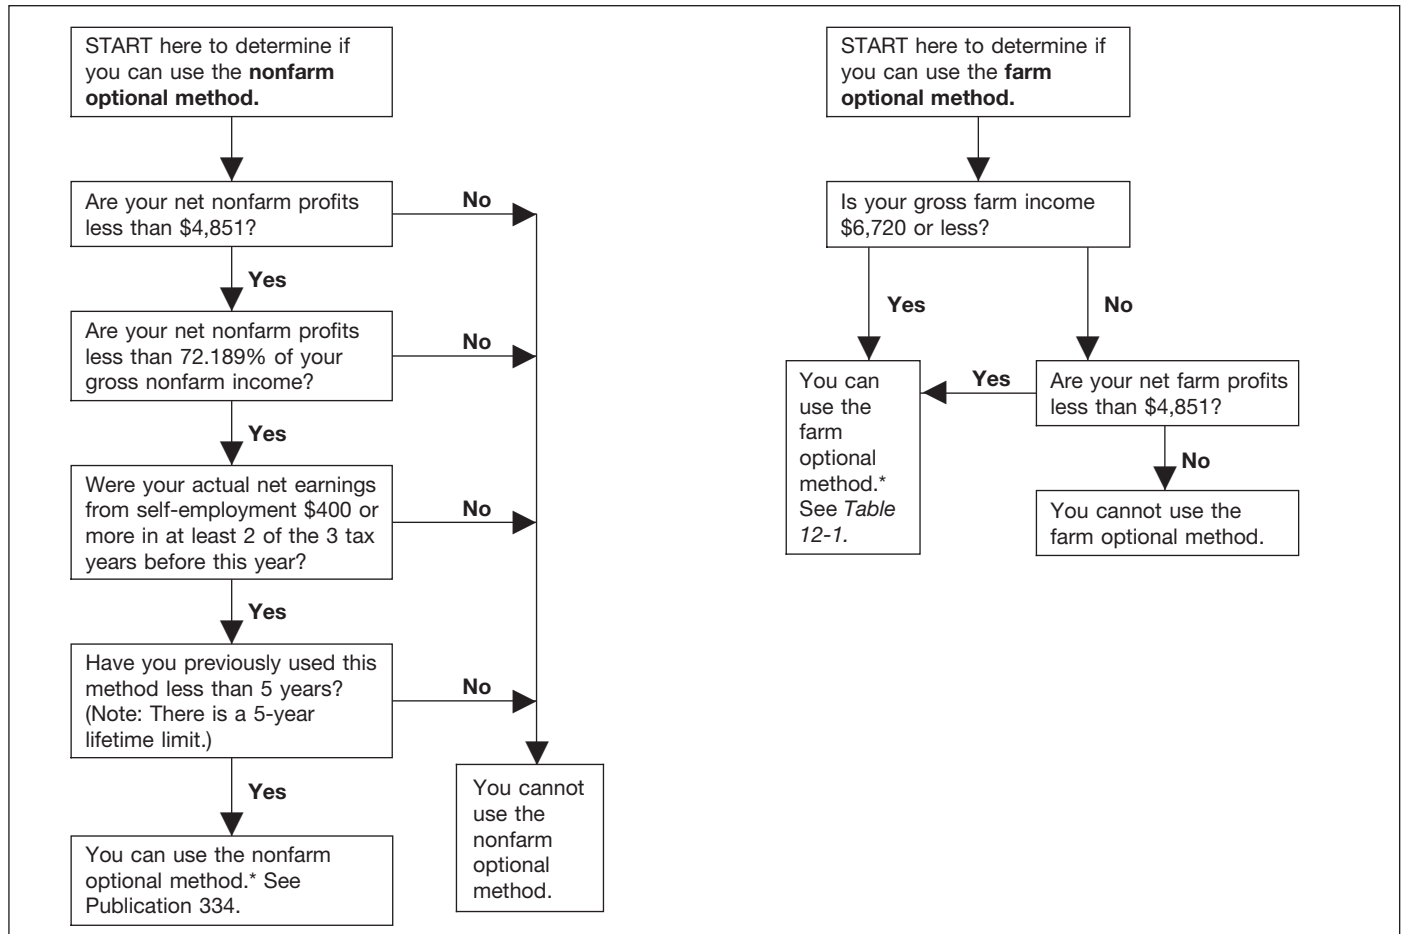 START here to determine if
you can use the nonfarm
optional method.
Are your net nonfarm profits
less than $4,851?
No
Yes
Are your net nonfarm profits
less than 72.189% of your
gross nonfarm income?
No
Yes
Were your actual net earnings
from self-employment $400 or
more in at least 2 of the 3 tax
years before this year?
No
Yes
Have you previously used this
method less than 5 years?
(Note: There is a 5-year
lifetime limit.)
No
Yes
You can use the nonfarm
optional method.* See
Publication 334.
You cannot
use the
nonfarm
optional
method.
START here to determine if
you can use the farm
optional method.
Is your gross farm income
$6,720 or less?
Yes
No
You can
use the
farm
optional
method.*
See Table
12-1.
Yes
Are your net farm profits
less than $4,851?
No
You cannot use the
farm optional method.